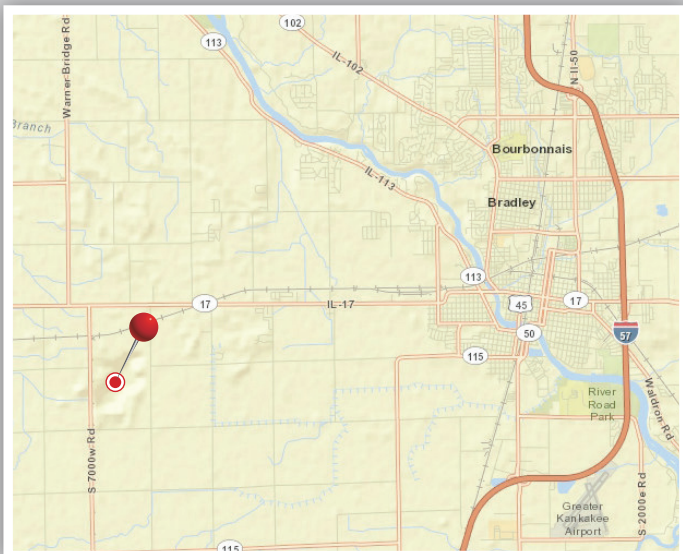 102
113
Warner Bridge Rd
IL-102
N Il-50
Branch
Bourbonnais
IL-113
Bradley
113
17
IL-17
45
17
50
57
115
River
Road
Park
Waldron Rd
S 7000w Rd
S 2000e Rd
Greater
Kankakee
Airport
115